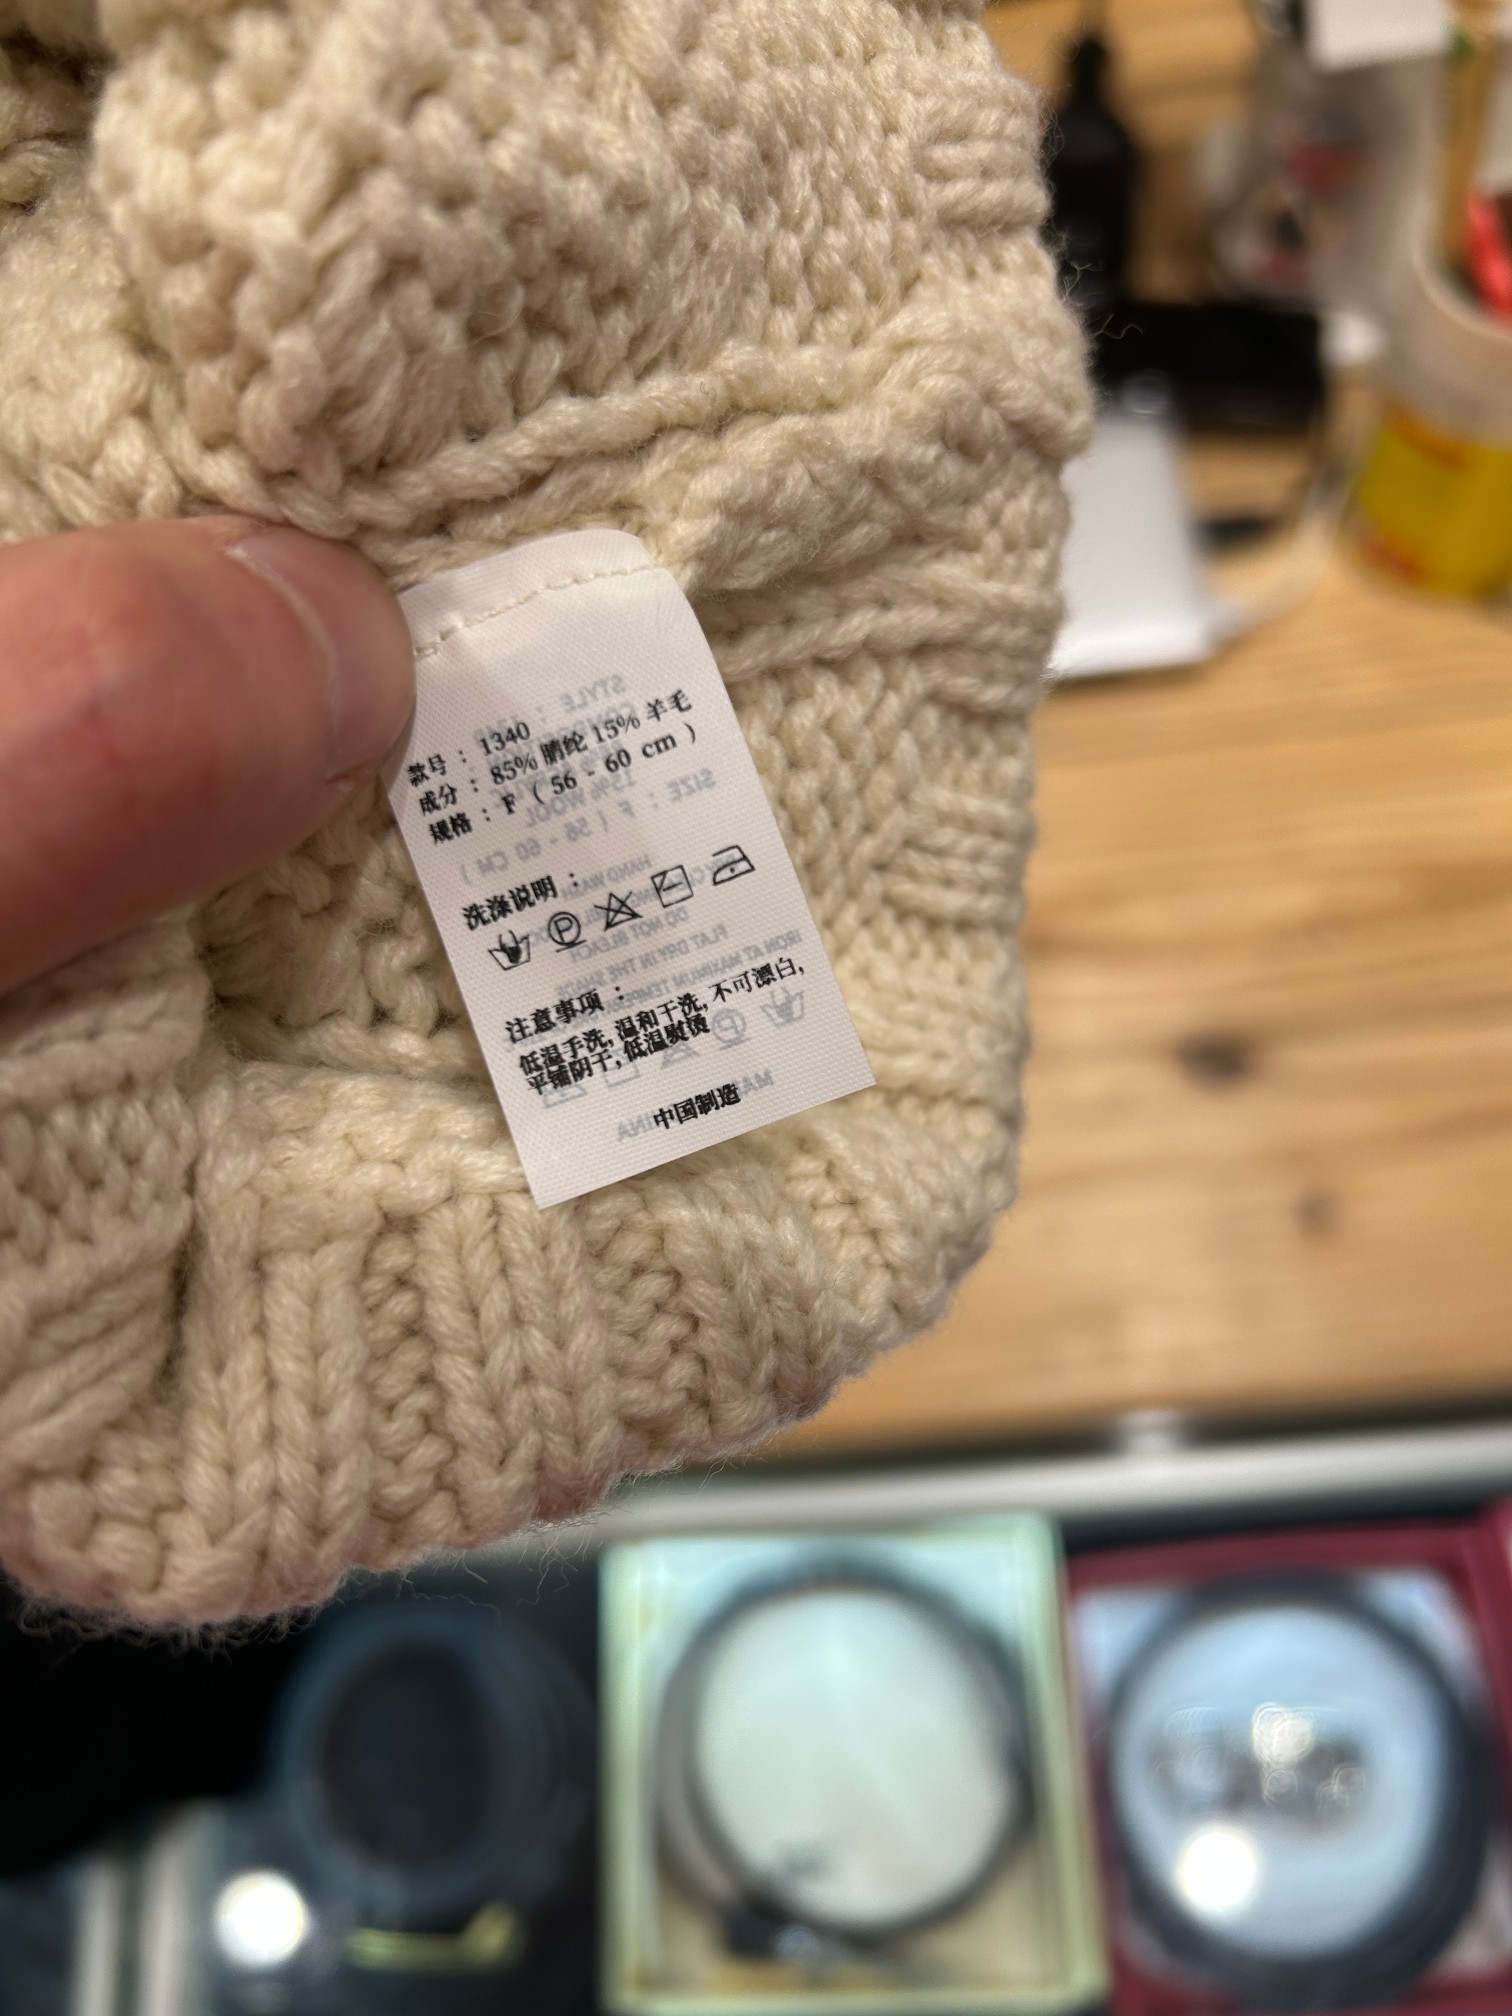 款号 : 1340
成分 : 85% 腈纶 15% 羊毛
规格 : F ( 56 - 60 cm )
洗涤说明 :
P
注意事项 :
低温手洗, 温和干洗, 不可漂白,
平铺阴干, 低温熨烫
中国制造